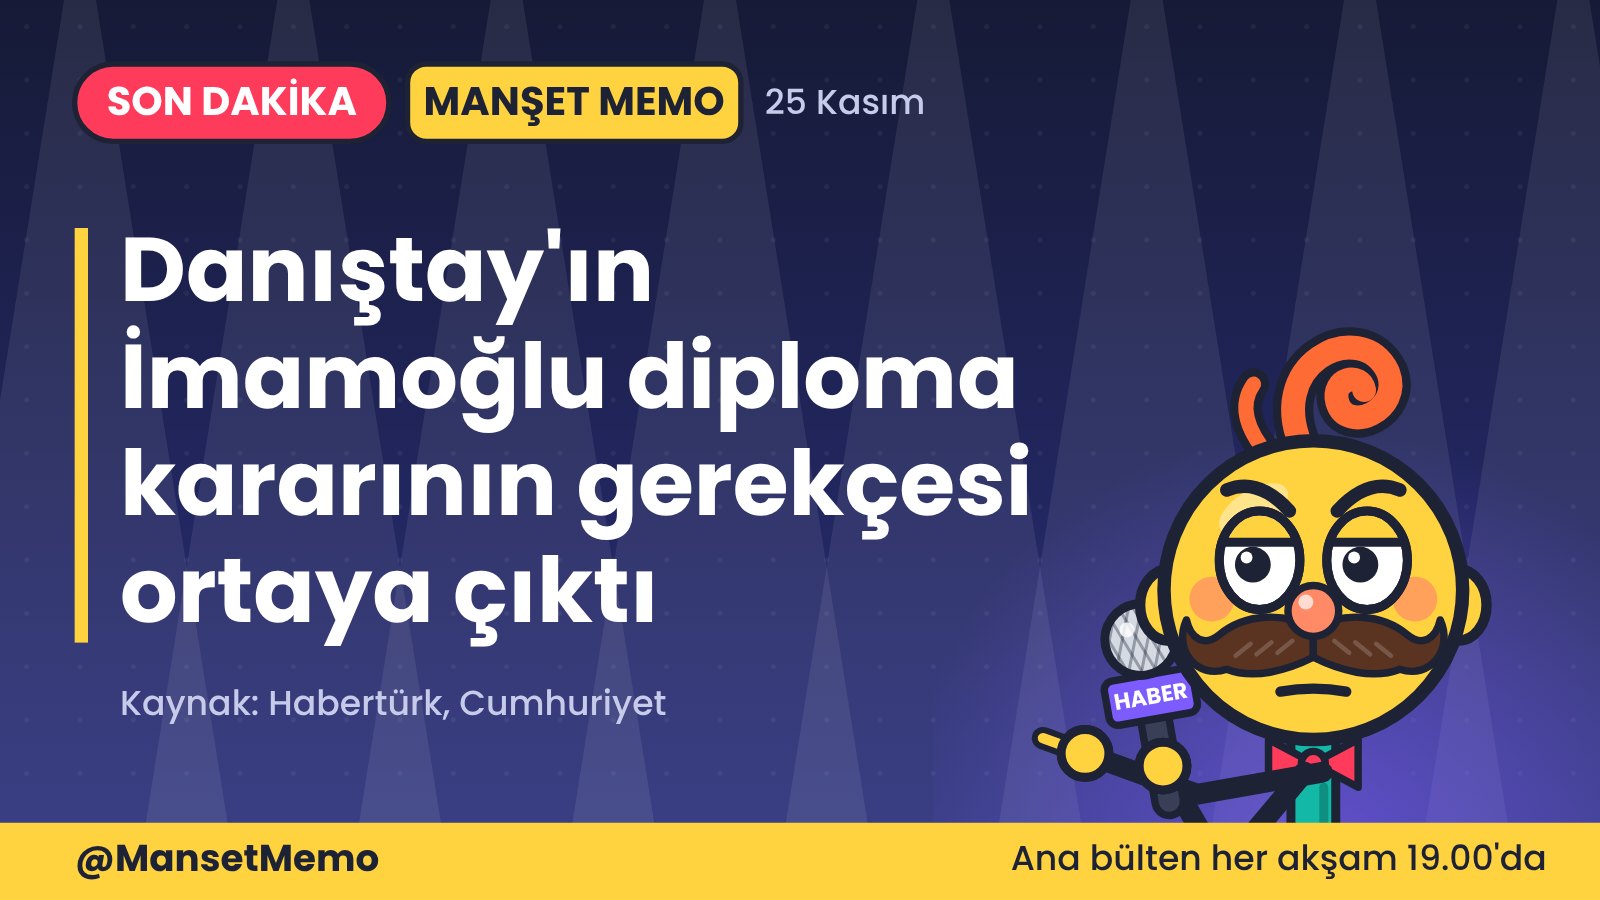 SON DAKİKA MANŞET MEMO 25 Kasım
Danıştay'ın
İmamoğlu diploma
kararının gerekçesi
ortaya çıktı
Kaynak: Habertürk, Cumhuriyet
HABER
@MansetMemo Ana bülten her akşam 19.00'da